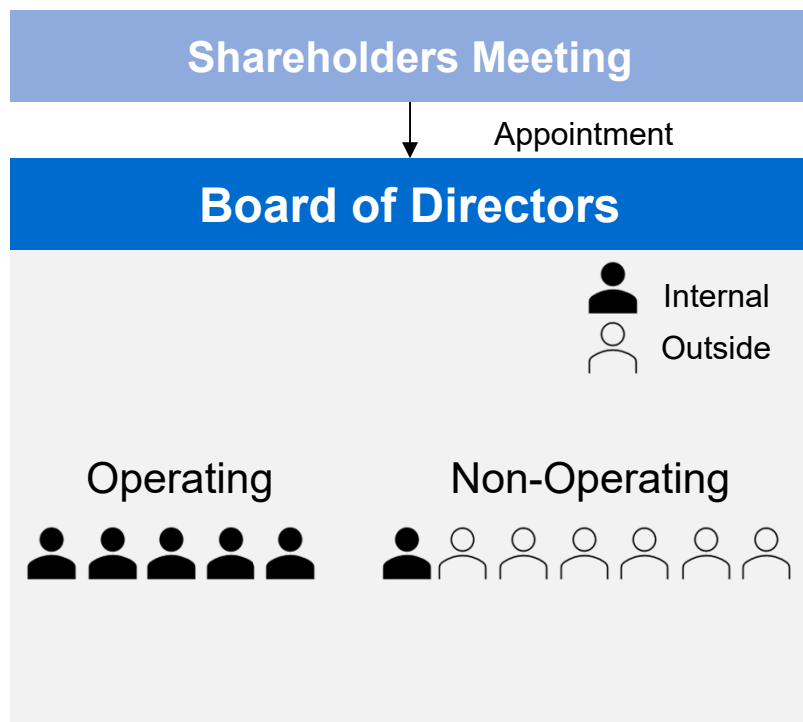 Shareholders Meeting
Appointment
Board of Directors
Internal
Outside
Operating
Non-Operating